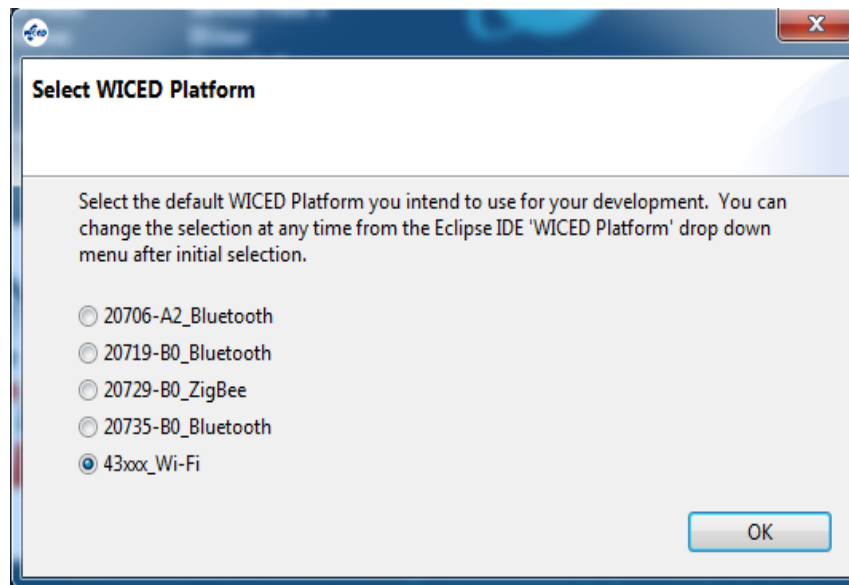 Select WICED Platform
Select the default WICED Platform you intend to use for your development.  You can
change the selection at any time from the Eclipse IDE 'WICED Platform' drop down
menu after initial selection.
20706-A2_Bluetooth
20719-B0_Bluetooth
20729-B0_ZigBee
20735-B0_Bluetooth
43xxx_Wi-Fi
OK